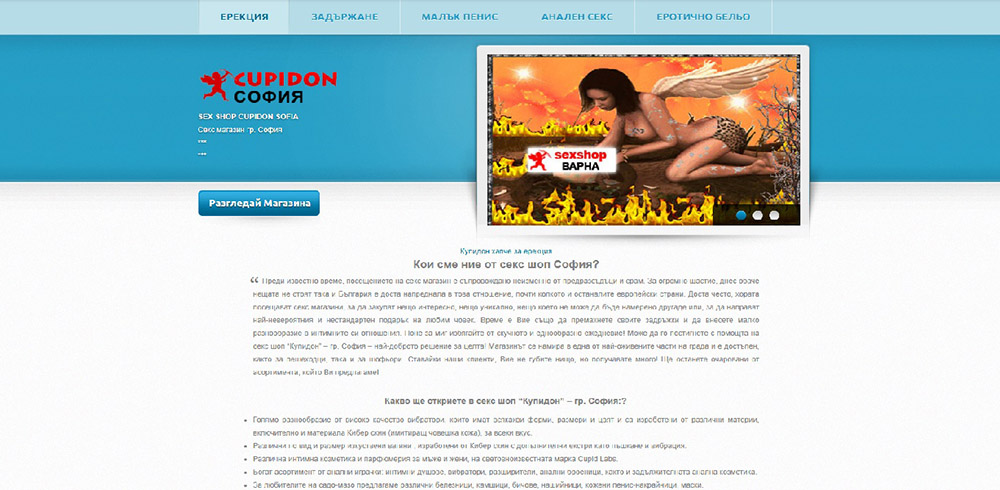 ЕРЕКЦИЯ ЗАДЪРЖАНЕ МАЛЪК ПЕНИС АНАЛЕН СЕКС ЕРОТИЧНО БЕЛЬО
CUPIDON
СОФИЯ
SEX SHOP CUPIDON SOFIA
Секс магазин гр. София
---
---
sexshop
ВАРНА
Разгледай Магазина
Купидон хапче за ерекция
Кои сме ние от секс шоп София?
“ Преди известно време, посещението на секс магазин е съпровождано неизменно от предразсъдъци и срам. За огромно щастие, днес обаче
нещата не стоят така и България в доста напреднала в това отношение, почти колкото и останалите европейски страни. Доста често, хората
посещават секс магазини, за да закупят нещо интересно, нещо уникално, нещо което не може да бъде намерено другаде или, за да направят
най-невероятния и нестандартен подарък на любим човек. Време е Вие също да премахнете своите задръжки и да внесете малко
разнообразие в интимните си отношения. Поне за миг избягайте от скучното и еднообразно ежедневие! Може да го постигнете с помощта на
секс шоп “Купидон” – гр. София – най-доброто решение за целта! Магазинът се намира в една от най-оживените части на града и е достъпен,
както за пешеходци, така и за шофьори. Ставайки наши клиенти, Вие не губите нищо, но получавате много! Ще останете очаровани от
асортимента, който Ви предлагаме!
Какво ще откриете в секс шоп “Купидон” – гр. София:?
Голямо разнообразие от високо качество вибратори, които имат всякакви форми, размери и цвят и са изработени от различни материи,
включително и материала Кибер скин (имитиращ човешка кожа), за всеки вкус.
Различни по вид и размер изкуствени вагини , изработени от Кибер скин с допълнителни екстри като пъшкане и вибрация.
Различна интимна козметика и парфюмерия за мъже и жени, на световноизвестната марка Cupid Labs.
Богат асортимент от анални играчки: интимни душове, вибратори, разширители, анални броеници, както и задължителната анална козметика.
За любителите на садо-мазо предлагаме различни белезници, камшици, бичове, нашийници, кожени пенис-накрайници, маски.